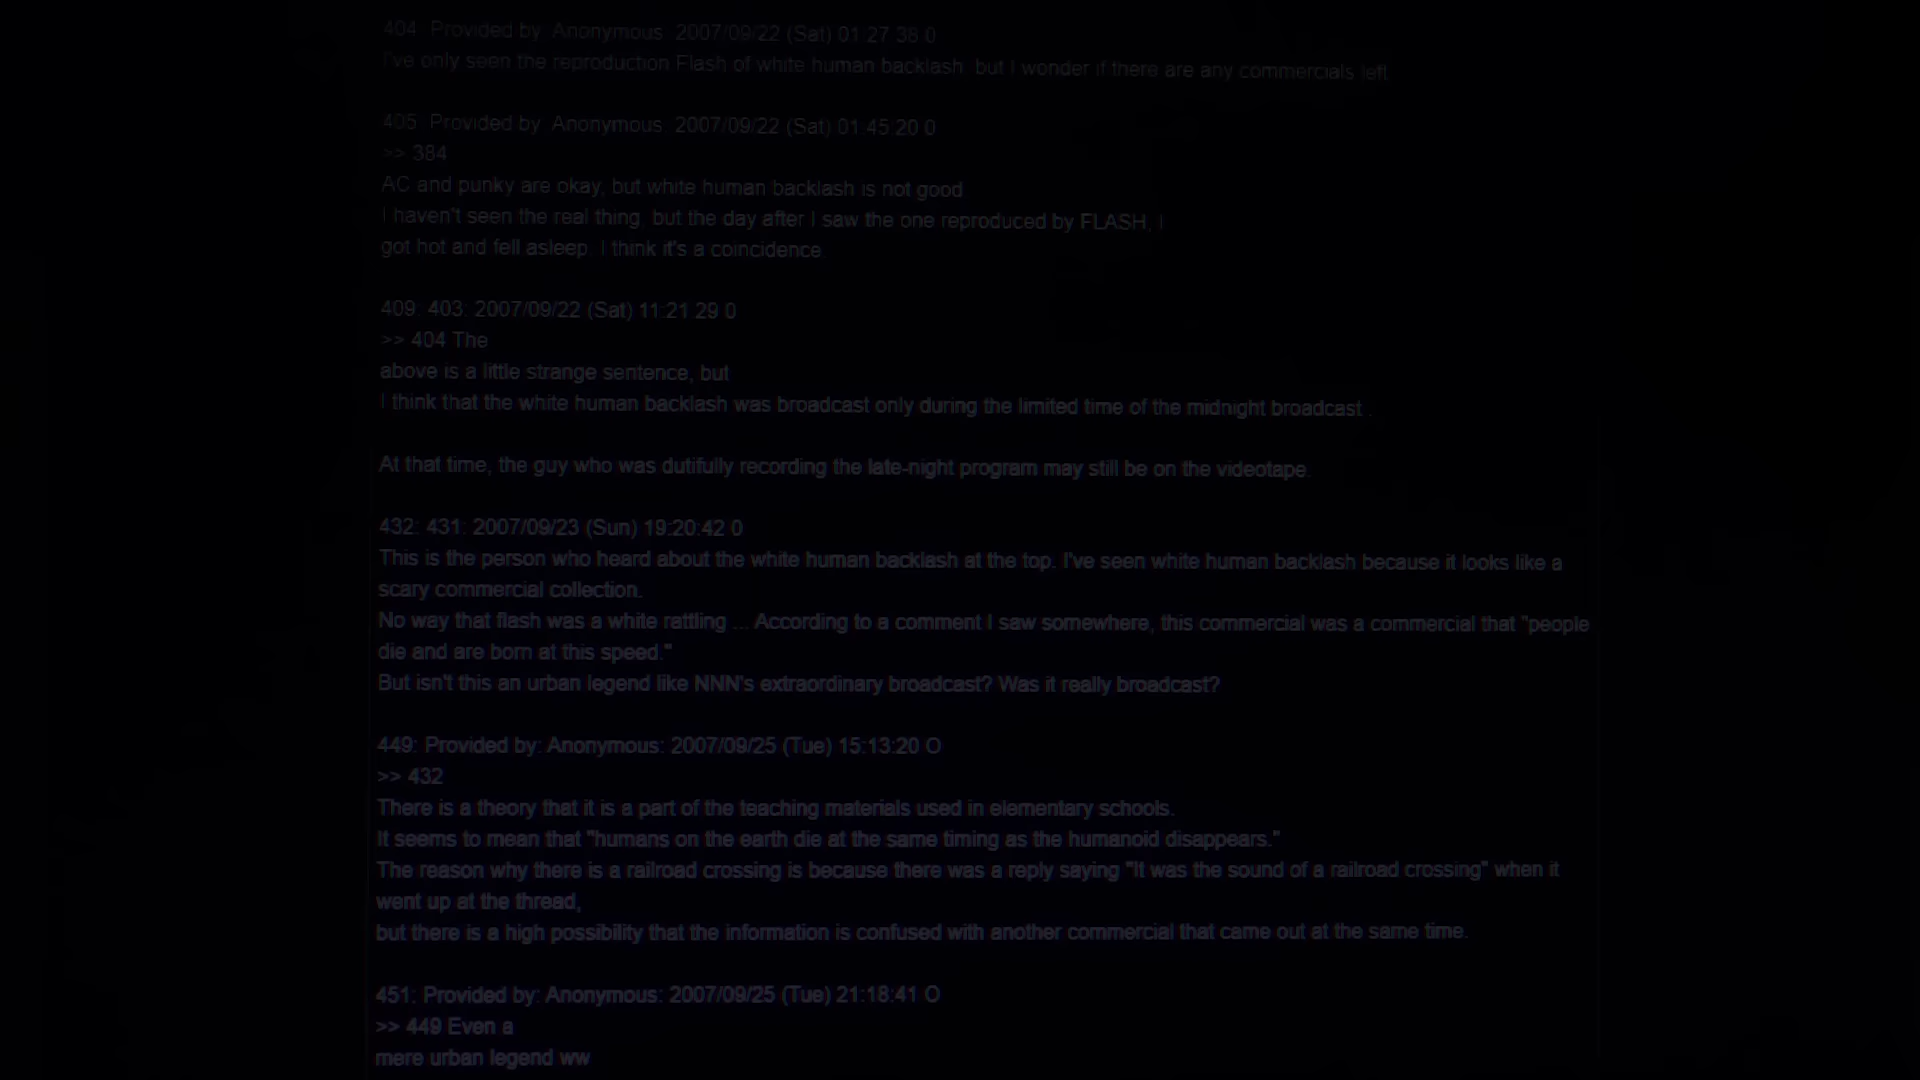 404: Provided by: Anonymous: 2007/09/22 (Sat) 01:27:38 0
I've only seen the reproduction Flash of white human backlash, but I wonder if there are any commercials left.
405: Provided by: Anonymous: 2007/09/22 (Sat) 01:45:20 0
>> 384
AC and punky are okay, but white human backlash is not good
I haven't seen the real thing, but the day after I saw the one reproduced by FLASH, I
got hot and fell asleep. I think it's a coincidence.
409: 403: 2007/09/22 (Sat) 11:21:29 0
>> 404 The
above is a little strange sentence, but
I think that the white human backlash was broadcast only during the limited time of the midnight broadcast .
At that time, the guy who was dutifully recording the late-night program may still be on the videotape.
432: 431: 2007/09/23 (Sun) 19:20:42 0
This is the person who heard about the white human backlash at the top. I've seen white human backlash because it looks like a
scary commercial collection.
No way that flash was a white rattling ... According to a comment I saw somewhere, this commercial was a commercial that "people
die and are born at this speed."
But isn't this an urban legend like NNN's extraordinary broadcast? Was it really broadcast?
449: Provided by: Anonymous: 2007/09/25 (Tue) 15:13:20 O
>> 432
There is a theory that it is a part of the teaching materials used in elementary schools.
It seems to mean that "humans on the earth die at the same timing as the humanoid disappears."
The reason why there is a railroad crossing is because there was a reply saying "It was the sound of a railroad crossing" when it
went up at the thread,
but there is a high possibility that the information is confused with another commercial that came out at the same time.
451: Provided by: Anonymous: 2007/09/25 (Tue) 21:18:41 O
>> 449 Even a
mere urban legend ww